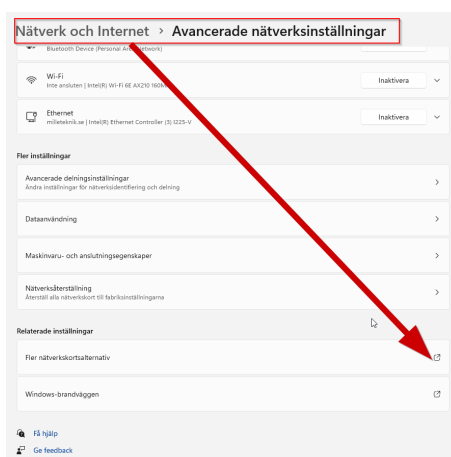 Nätverk och Internet > Avancerade nätverksinställningar
Bluetooth Device (Personal Area Network)
Wi-Fi
Inte ansluten | Intel(R) Wi-Fi 6E AX210 160M
Inaktivera
Ethernet
milleteknik.se | Intel(R) Ethernet Controller (3) I225-V
Inaktivera
Fler inställningar
Avancerade delningsinställningar
Ändra inställningar för nätverksidentifiering och delning
Dataanvändning
Maskinvaru- och anslutningsegenskaper
Nätverksåterställning
Återställ alla nätverkskort till fabriksinställningarna
Relaterade inställningar
Fler nätverkskortsalternativ
Windows-brandväggen
Få hjälp
Ge feedback